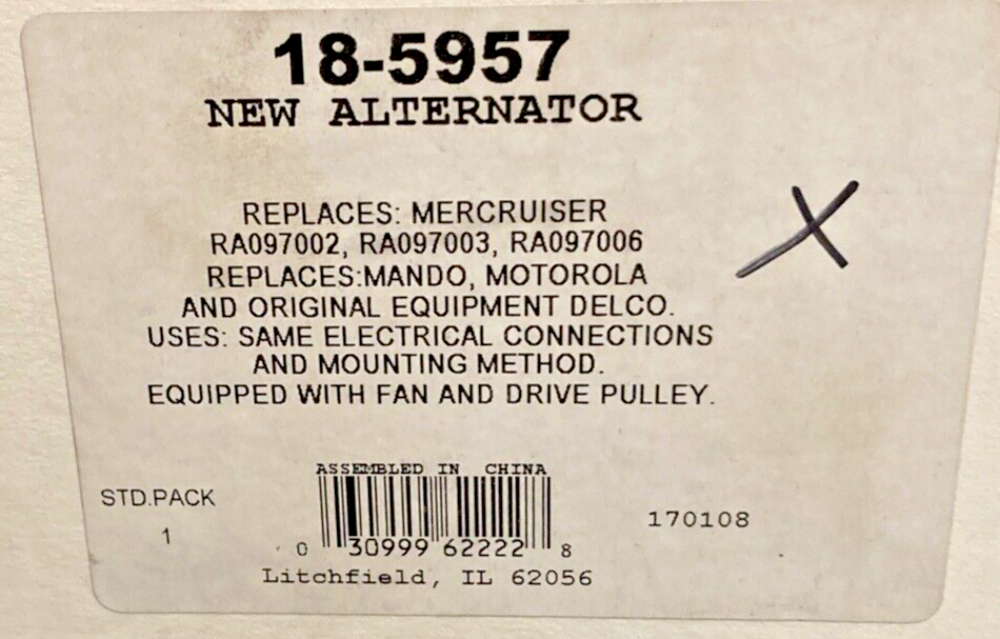 18-5957
NEW ALTERNATOR
REPLACES: MERCRUISER
RA097002, RA097003, RA097006
REPLACES:MANDO, MOTOROLA
AND ORIGINAL EQUIPMENT DELCO.
USES: SAME ELECTRICAL CONNECTIONS
AND MOUNTING METHOD.
EQUIPPED WITH FAN AND DRIVE PULLEY.
ASSEMBLED IN CHINA
STD.PACK
1
170108
0 30999 62222 8
Litchfield, IL 62056
X